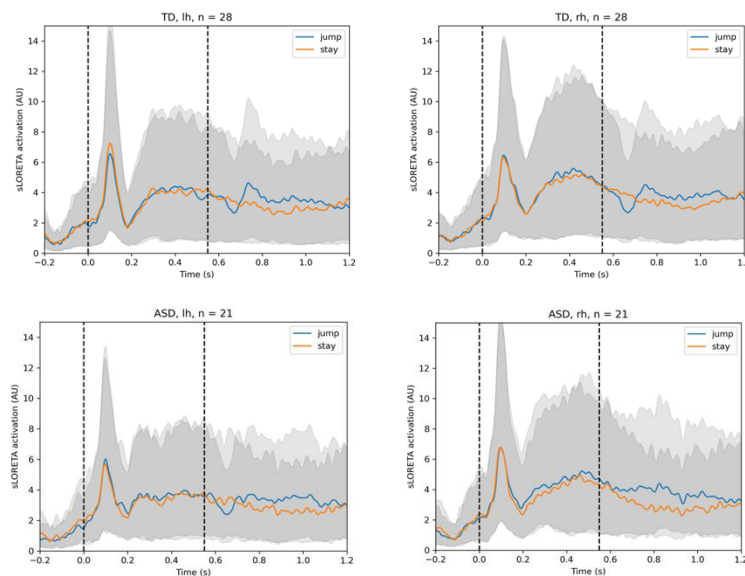 TD, lh, n = 28
jump
stay
sLORETA activation (AU)
14
12
10
8
6
4
2
0
−0.2 0.0 0.2 0.4 0.6 0.8 1.0 1.2
Time (s)
TD, rh, n = 28
jump
stay
sLORETA activation (AU)
14
12
10
8
6
4
2
0
−0.2 0.0 0.2 0.4 0.6 0.8 1.0 1.2
Time (s)
ASD, lh, n = 21
jump
stay
sLORETA activation (AU)
14
12
10
8
6
4
2
0
−0.2 0.0 0.2 0.4 0.6 0.8 1.0 1.2
Time (s)
ASD, rh, n = 21
jump
stay
sLORETA activation (AU)
14
12
10
8
6
4
2
0
−0.2 0.0 0.2 0.4 0.6 0.8 1.0 1.2
Time (s)